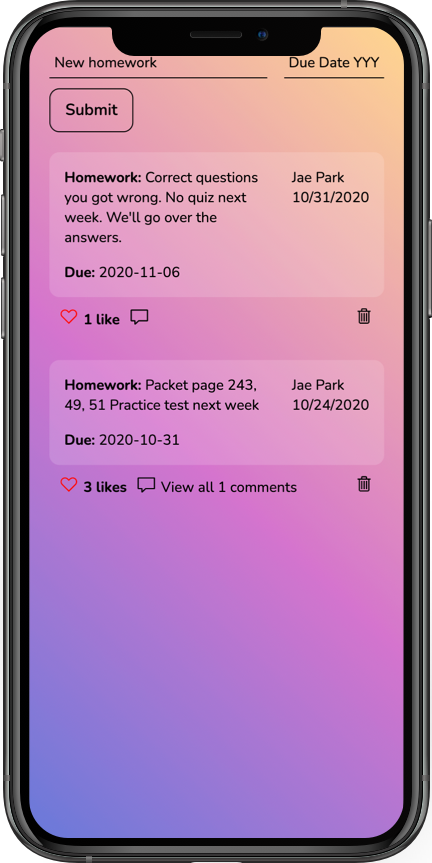 New homework
Due Date YYY
Submit
Homework: Correct questions
you got wrong. No quiz next
week. We'll go over the
answers.
Due: 2020-11-06
Jae Park
10/31/2020
1 like
Homework: Packet page 243,
49, 51 Practice test next week
Due: 2020-10-31
Jae Park
10/24/2020
3 likes
View all 1 comments